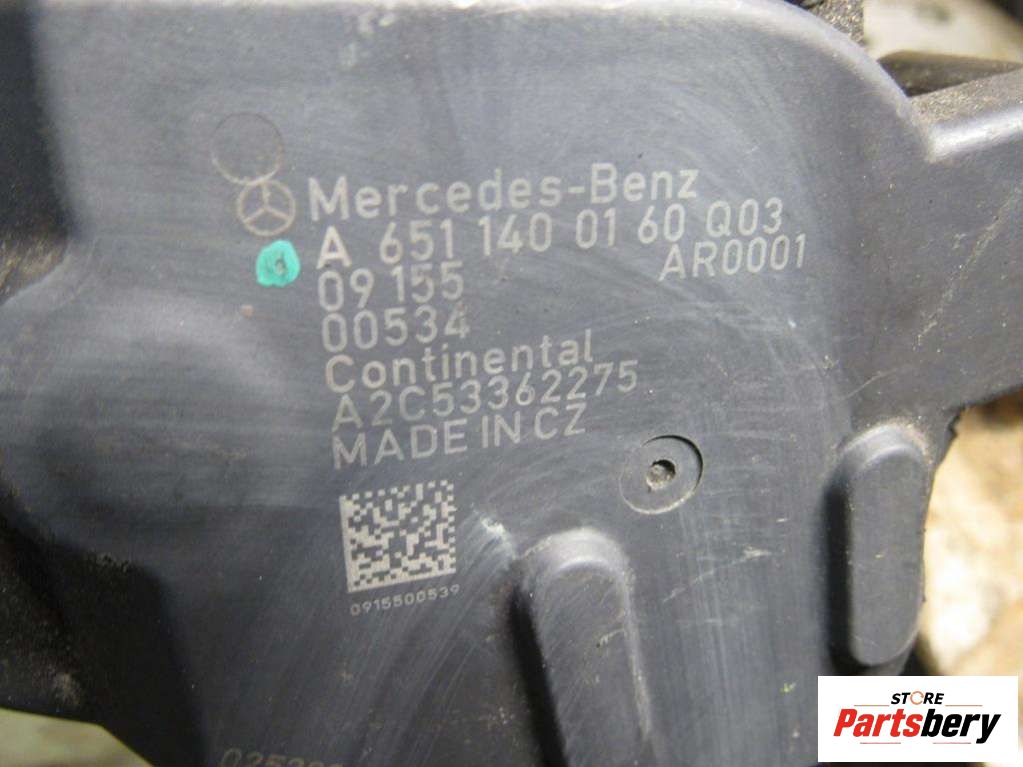 Mercedes-Benz
A 651 140 01 60 Q03
AR0001
09 155
00534
Continental
A2C53362275
MADE IN CZ
0915500539
STORE
Partsbery